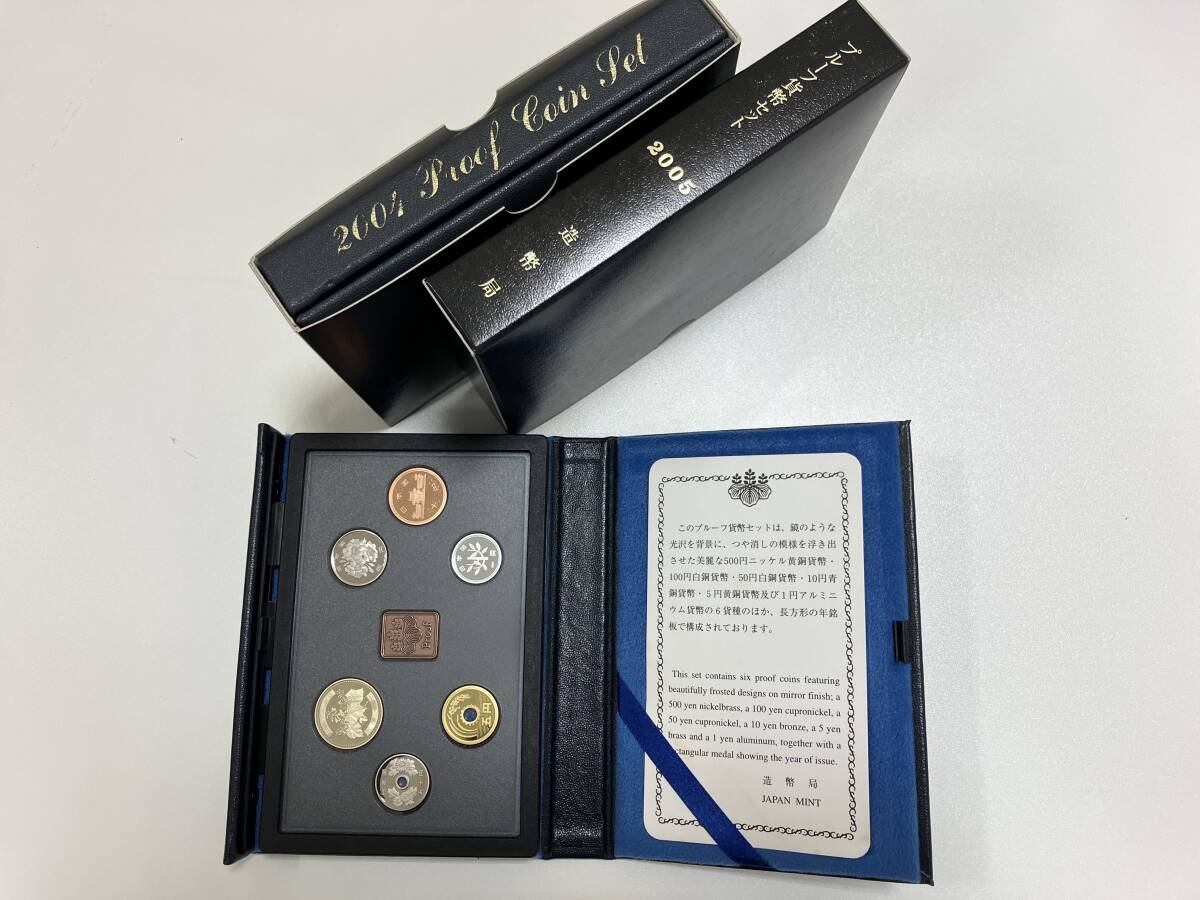 2004 Proof Coin Set
プルーフ貨幣セット
2005
造幣局
Proof
五円
このプルーフ貨幣セットは、鏡のような
光沢を背景に、つや消しの模様を浮き出
させた美麗な500円ニッケル黄銅貨幣・
100円白銅貨幣・50円白銅貨幣・10円青
銅貨幣・5円黄銅貨幣及び1円アルミニ
ウム貨幣の6貨種のほか、長方形の年銘
板で構成されております。
This set contains six proof coins featuring
beautifully frosted designs on mirror finish; a
500 yen nickelbrass, a 100 yen cupronickel, a
50 yen cupronickel, a 10 yen bronze, a 5 yen
brass and a 1 yen aluminum, together with a
ctangular medal showing the year of issue.
造幣局
JAPAN MINT